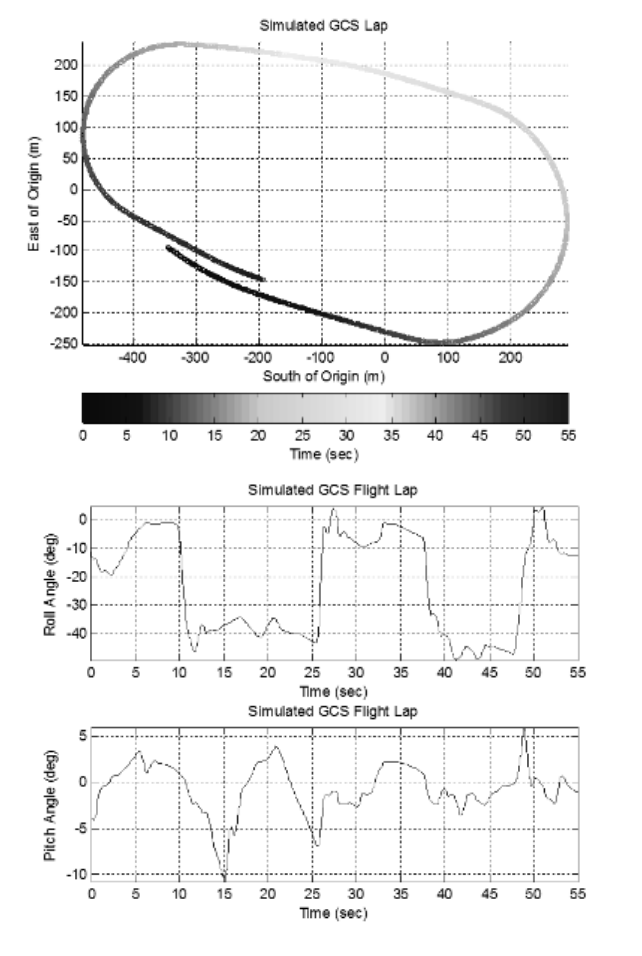 Simulated GCS Lap
200
150
100
50
0
-50
-100
-150
-200
-250
East of Origin (m)
-400 -300 -200 -100 0 100 200
South of Origin (m)
0 5 10 15 20 25 30 35 40 45 50 55
Time (sec)
Simulated GCS Flight Lap
0
-10
-20
-30
-40
Roll Angle (deg)
0 5 10 15 20 25 30 35 40 45 50 55
Time (sec)
Simulated GCS Flight Lap
5
0
-5
-10
Pitch Angle (deg)
0 5 10 15 20 25 30 35 40 45 50 55
Time (sec)